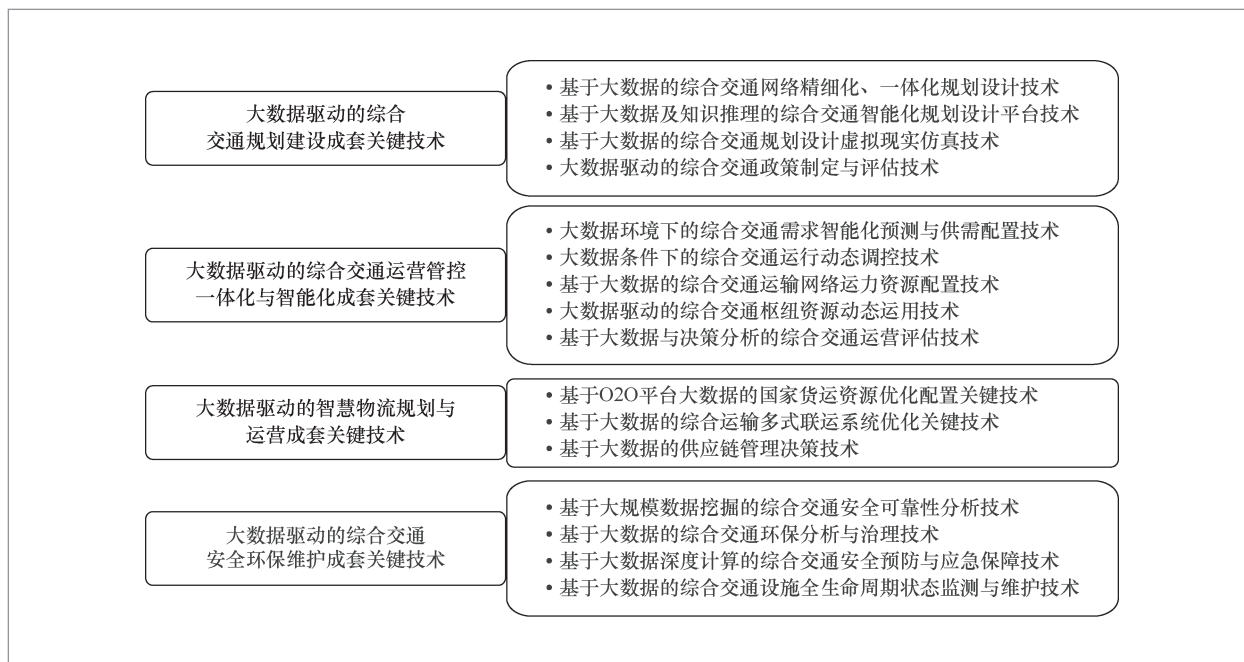 大数据驱动的综合
交通规划建设成套关键技术
• 基于大数据的综合交通网络精细化、一体化规划设计技术
• 基于大数据及知识推理的综合交通智能化规划设计平台技术
• 基于大数据的综合交通规划设计虚拟现实仿真技术
• 大数据驱动的综合交通政策制定与评估技术
大数据驱动的综合交通运营管控
一体化与智能化成套关键技术
• 大数据环境下的综合交通需求智能化预测与供需配置技术
• 大数据条件下的综合交通运行动态调控技术
• 基于大数据的综合交通运输网络运力资源配置技术
• 大数据驱动的综合交通枢纽资源动态运用技术
• 基于大数据与决策分析的综合交通运营评估技术
大数据驱动的智慧物流规划与
运营成套关键技术
• 基于O2O平台大数据的国家货运资源优化配置关键技术
• 基于大数据的综合运输多式联运系统优化关键技术
• 基于大数据的供应链管理决策技术
大数据驱动的综合交通
安全环保维护成套关键技术
• 基于大规模数据挖掘的综合交通安全可靠性分析技术
• 基于大数据的综合交通环保分析与治理技术
• 基于大数据深度计算的综合交通安全预防与应急保障技术
• 基于大数据的综合交通设施全生命周期状态监测与维护技术